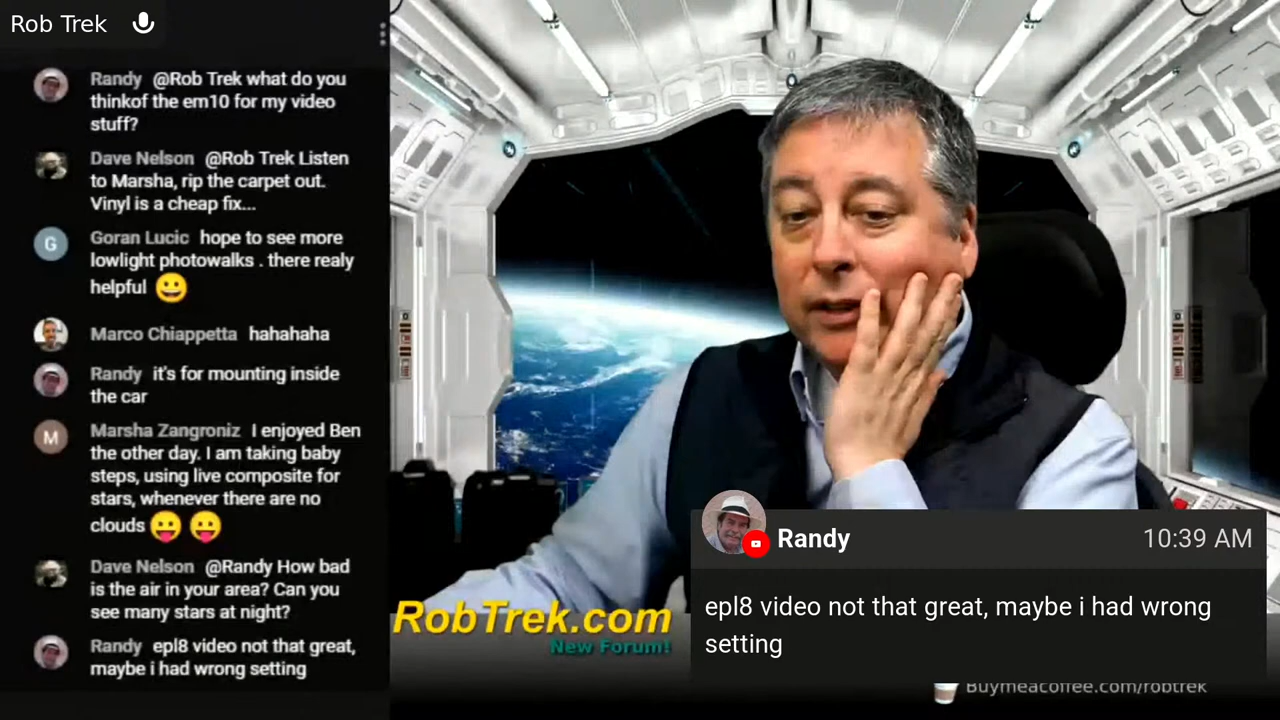 Rob Trek
Randy @Rob Trek what do you
thinkof the em10 for my video
stuff?
Dave Nelson @Rob Trek Listen
to Marsha, rip the carpet out.
Vinyl is a cheap fix...
G
Goran Lucic hope to see more
lowlight photowalks . there realy
helpful 😀
Marco Chiappetta hahahaha
Randy it's for mounting inside
the car
M
Marsha Zangroniz I enjoyed Ben
the other day. I am taking baby
steps, using live composite for
stars, whenever there are no
clouds 😛 😛
Dave Nelson @Randy How bad
is the air in your area? Can you
see many stars at night?
Randy epl8 video not that great,
maybe i had wrong setting
RobTrek.com
New Forum!
Randy 10:39 AM
epl8 video not that great, maybe i had wrong
setting
Buymeacoffee.com/robtrek